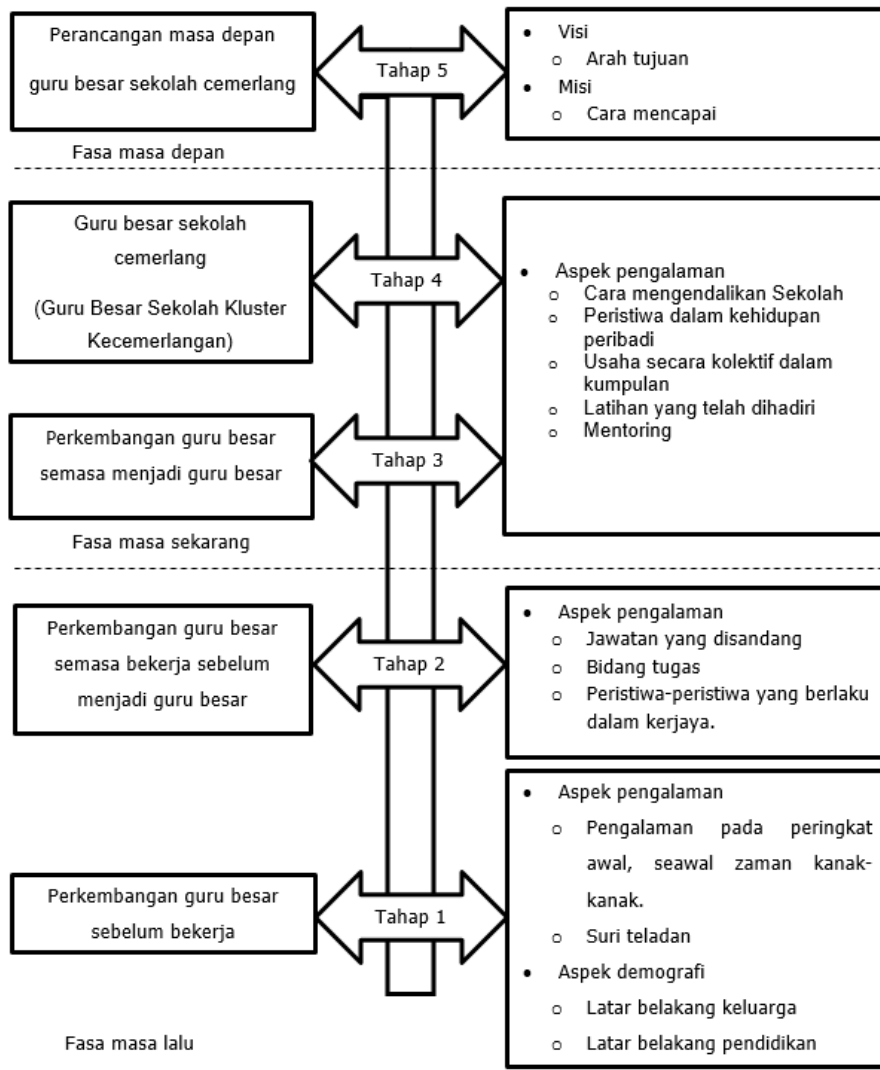 Perancangan masa depan
guru besar sekolah cemerlang
Tahap 5
• Visi
o Arah tujuan
• Misi
o Cara mencapai
Fasa masa depan
Guru besar sekolah
cemerlang
(Guru Besar Sekolah Kluster
Kecemerlangan)
Tahap 4
• Aspek pengalaman
o Cara mengendalikan Sekolah
o Peristiwa dalam kehidupan
peribadi
o Usaha secara kolektif dalam
kumpulan
o Latihan yang telah dihadiri
o Mentoring
Perkembangan guru besar
semasa menjadi guru besar
Tahap 3
Fasa masa sekarang
Perkembangan guru besar
semasa bekerja sebelum
menjadi guru besar
Tahap 2
• Aspek pengalaman
o Jawatan yang disandang
o Bidang tugas
o Peristiwa-peristiwa yang berlaku
dalam kerjaya.
Perkembangan guru besar
sebelum bekerja
Tahap 1
• Aspek pengalaman
o Pengalaman pada peringkat
awal, seawal zaman kanak-
kanak.
o Suri teladan
• Aspek demografi
o Latar belakang keluarga
o Latar belakang pendidikan
Fasa masa lalu